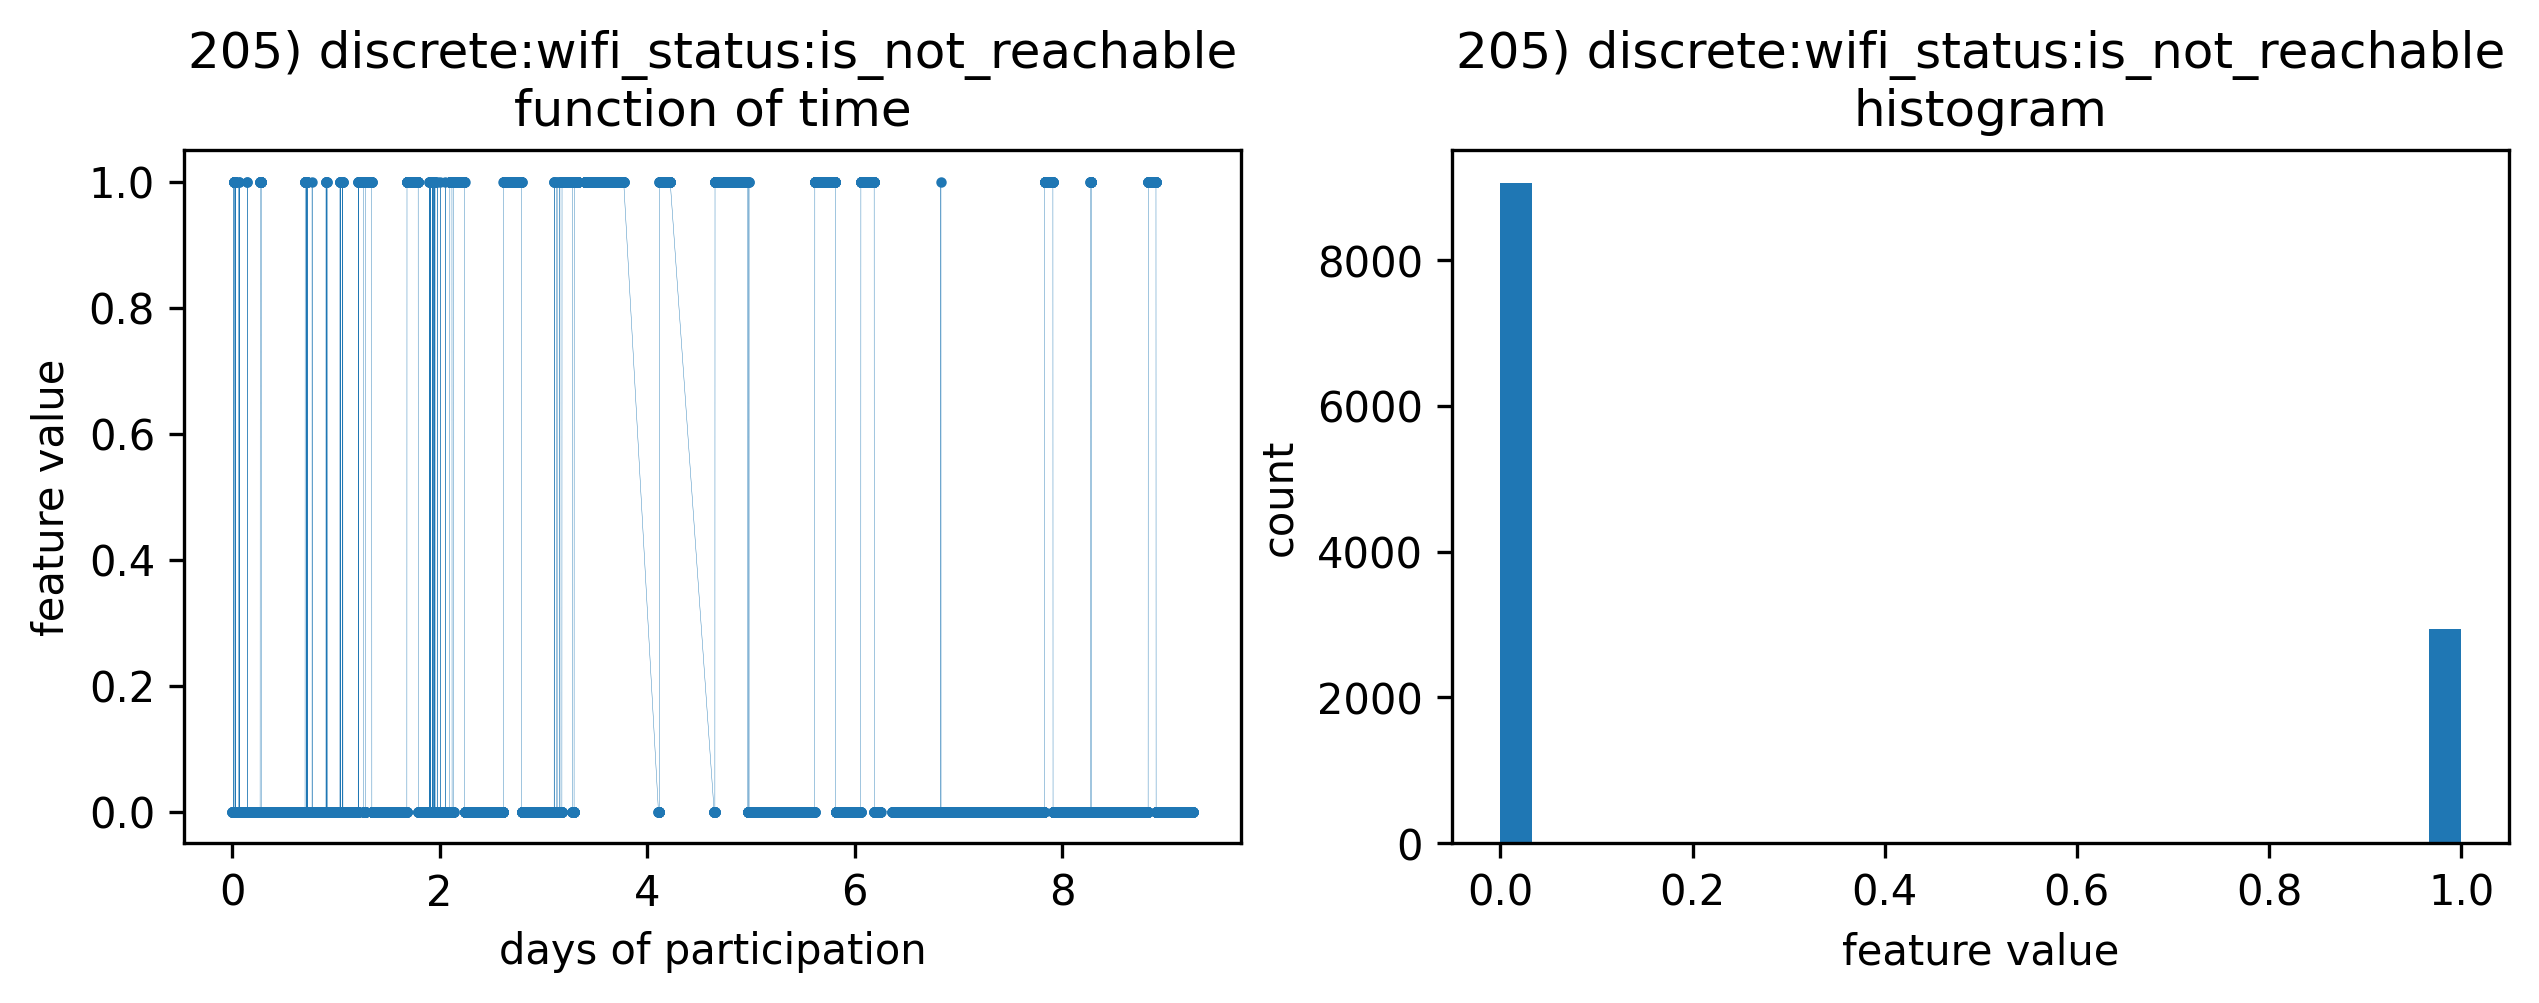 205) discrete:wifi_status:is_not_reachable
function of time
1.0
0.8
0.6
0.4
0.2
0.0
feature value
0 2 4 6 8
days of participation
205) discrete:wifi_status:is_not_reachable
histogram
8000
6000
4000
2000
0
count
0.0 0.2 0.4 0.6 0.8 1.0
feature value